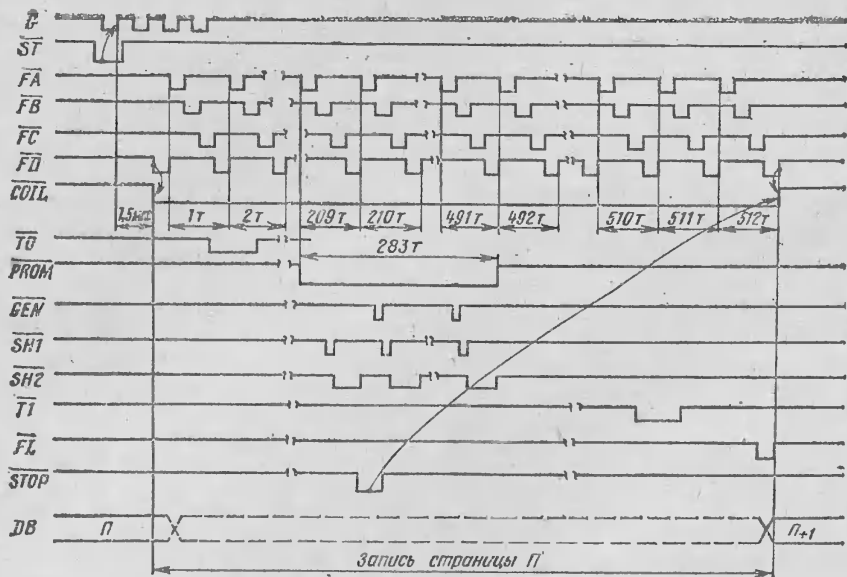 G
ST
FA
FB
FC
FD
COIL
1,5мкс 1т 2т 209т 210т 491т 492т 510т 511т 512т
T0
283т
PROM
GEN
SH1
SH2
T1
FL
STOP
DB П П+1
Запись страницы П